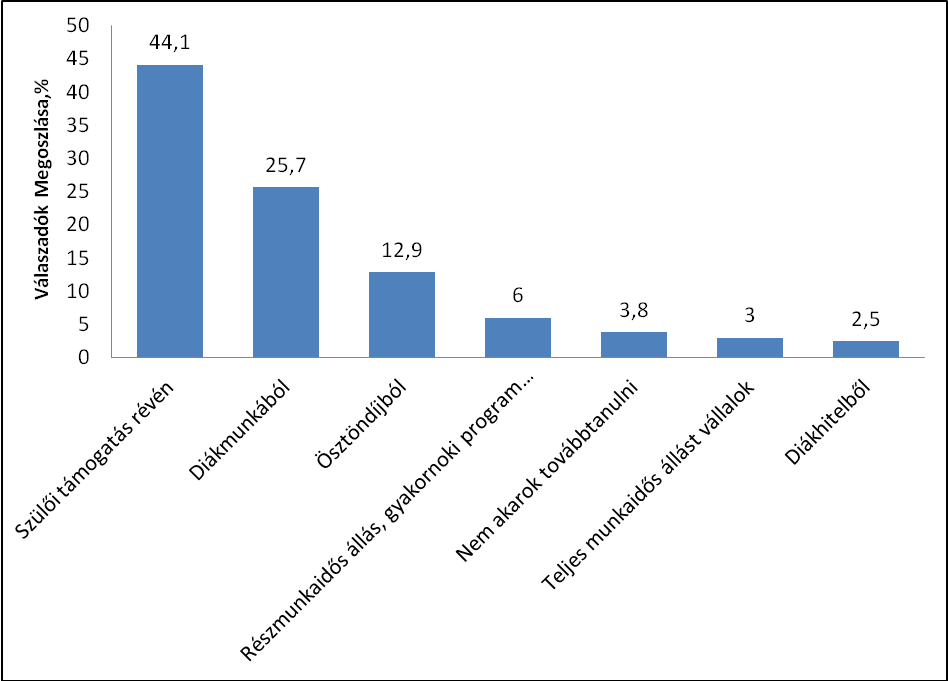 Válaszadók Megoszlása,%
50
45
40
35
30
25
20
15
10
5
0
44,1
25,7
12,9
6
3,8
3
2,5
Szülői támogatás révén
Diákmunkából
Ösztöndíjból
Részmunkaidős állás, gyakornoki program...
Nem akarok továbbtanulni
Teljes munkaidős állást vállalok
Diákhitelből